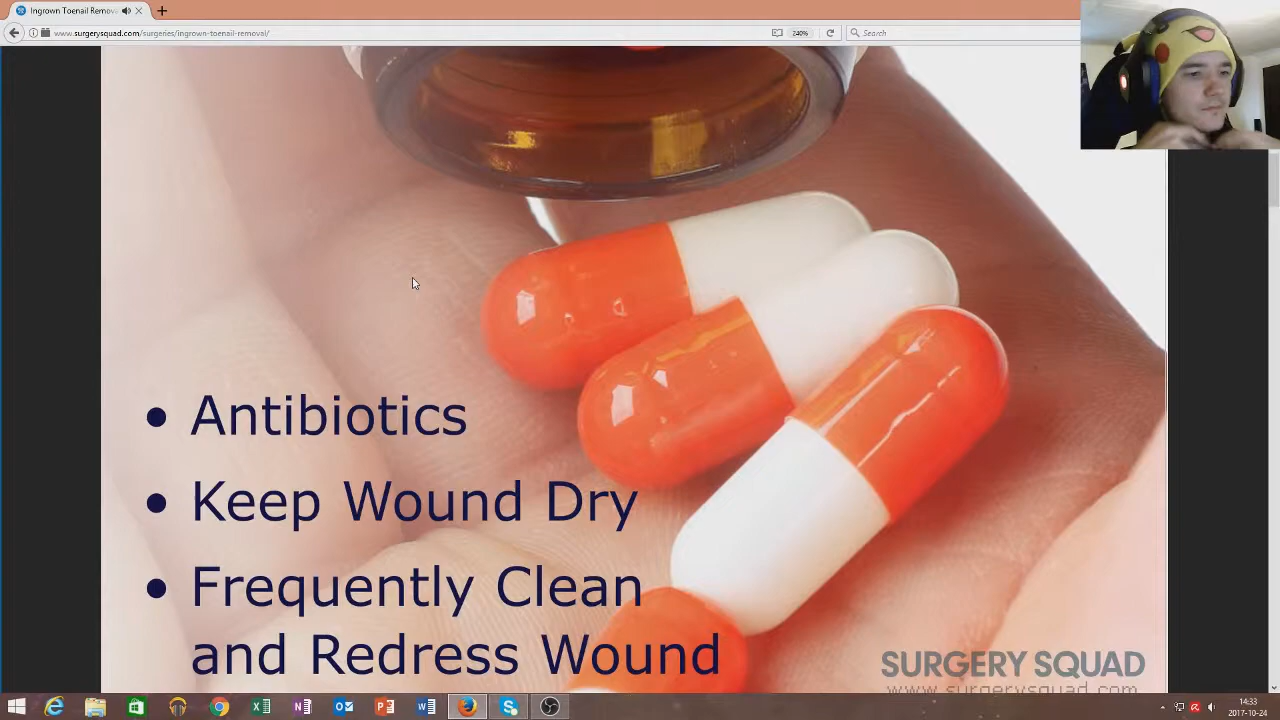 Ingrown Toenail Remov
www.surgerysquad.com/surgeries/ingrown-toenail-removal/
240%
Search
• Antibiotics
• Keep Wound Dry
• Frequently Clean
and Redress Wound
SURGERY SQUAD
www.surgerysquad.com
14:33
2017-10-24